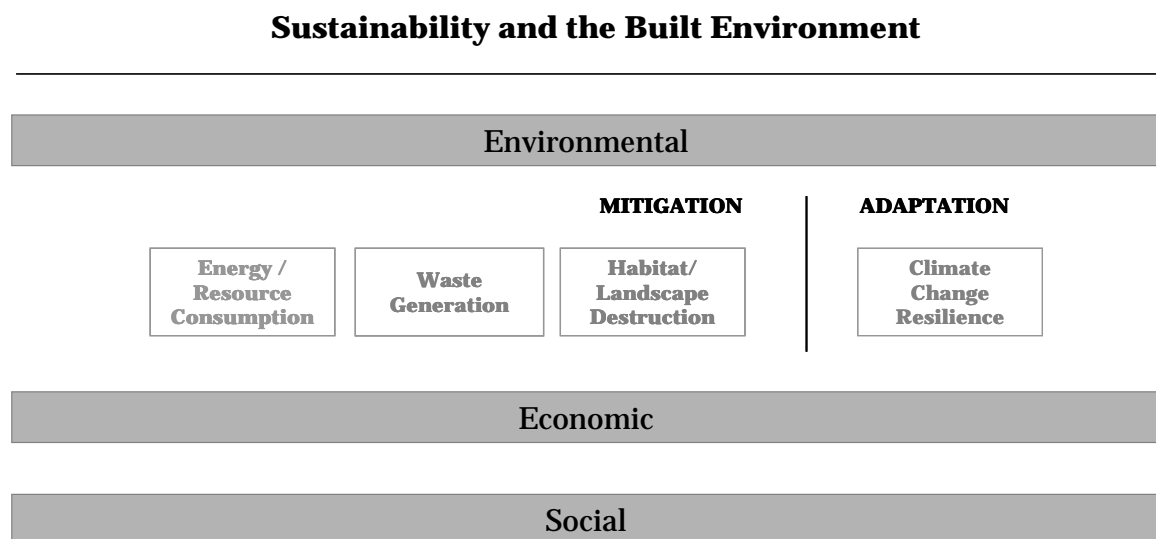 Sustainability and the Built Environment
Environmental
MITIGATION
ADAPTATION
Energy /
Resource
Consumption
Waste
Generation
Habitat/
Landscape
Destruction
Climate
Change
Resilience
Economic
Social